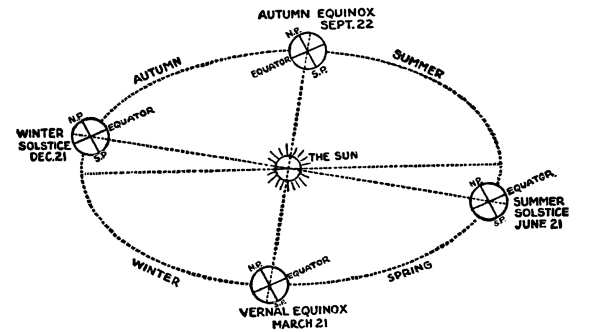 AUTUMN EQUINOX
SEPT. 22
N.P.
EQUATOR
S.P.
AUTUMN
SUMMER
N.P.
EQUATOR
S.P.
WINTER
SOLSTICE
DEC. 21
THE SUN
N.P.
EQUATOR
S.P.
SUMMER
SOLSTICE
JUNE 21
N.P.
EQUATOR
S.P.
WINTER
SPRING
VERNAL EQUINOX
MARCH 21